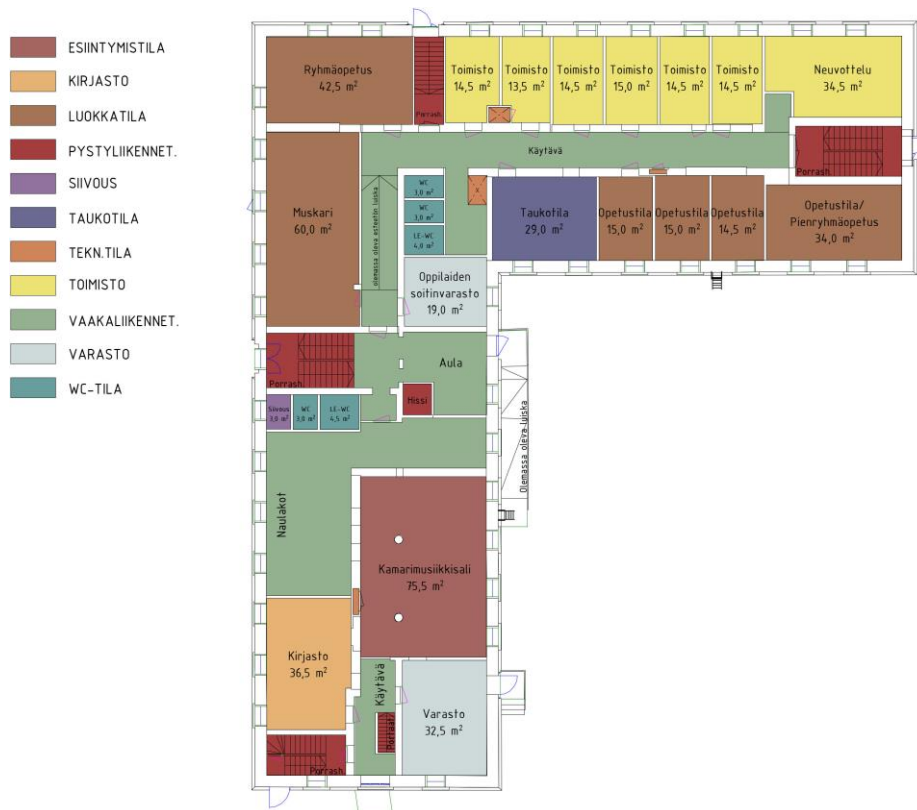 ESIINTYMISTILA
KIRJASTO
LUOKKATILA
PYSTYLIIKENNET.
SIIVOUS
TAUKOTILA
TEKN.TILA
TOIMISTO
VAAKALIIKENNET.
VARASTO
WC-TILA
Ryhmäopetus
42,5 m²
Porrash.
Toimisto
14,5 m²
Toimisto
13,5 m²
Toimisto
14,5 m²
Toimisto
15,0 m²
Toimisto
14,5 m²
Toimisto
14,5 m²
Neuvottelu
34,5 m²
Käytävä
Porrash.
Muskari
60,0 m²
olemassa oleva esteetön luiska
WC
3,0 m²
WC
3,0 m²
LE-WC
4,0 m²
Taukotila
29,0 m²
Opetustila
15,0 m²
Opetustila
15,0 m²
Opetustila
14,5 m²
Opetustila/
Pienryhmäopetus
34,0 m²
Oppilaiden
soitinvarasto
19,0 m²
Porrash.
Aula
Hissi
Siivous
3,0 m²
WC
3,0 m²
LE-WC
4,5 m²
Olemassa oleva luiska
Naulakot
Kamarimusiikkisali
75,5 m²
Kirjasto
36,5 m²
Käytävä
Portaat
Varasto
32,5 m²
Porrash.